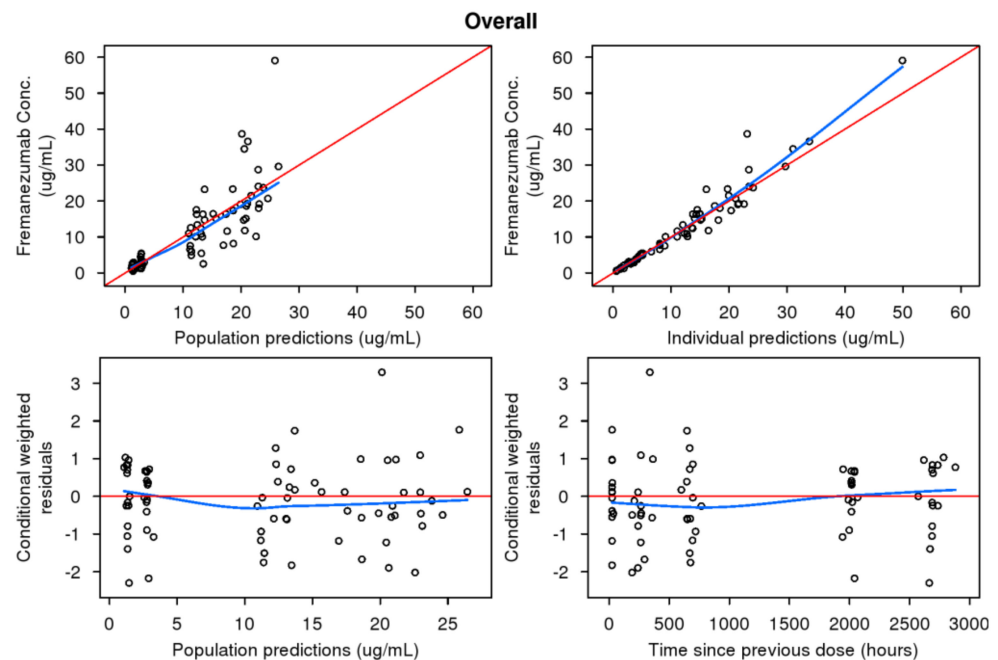 Overall
Fremanezumab Conc.
(ug/mL)
60
50
40
30
20
10
0
0 10 20 30 40 50 60
Population predictions (ug/mL)
Fremanezumab Conc.
(ug/mL)
60
50
40
30
20
10
0
0 10 20 30 40 50 60
Individual predictions (ug/mL)
Conditional weighted
residuals
3
2
1
0
-1
-2
0 5 10 15 20 25
Population predictions (ug/mL)
Conditional weighted
residuals
3
2
1
0
-1
-2
0 500 1000 1500 2000 2500 3000
Time since previous dose (hours)